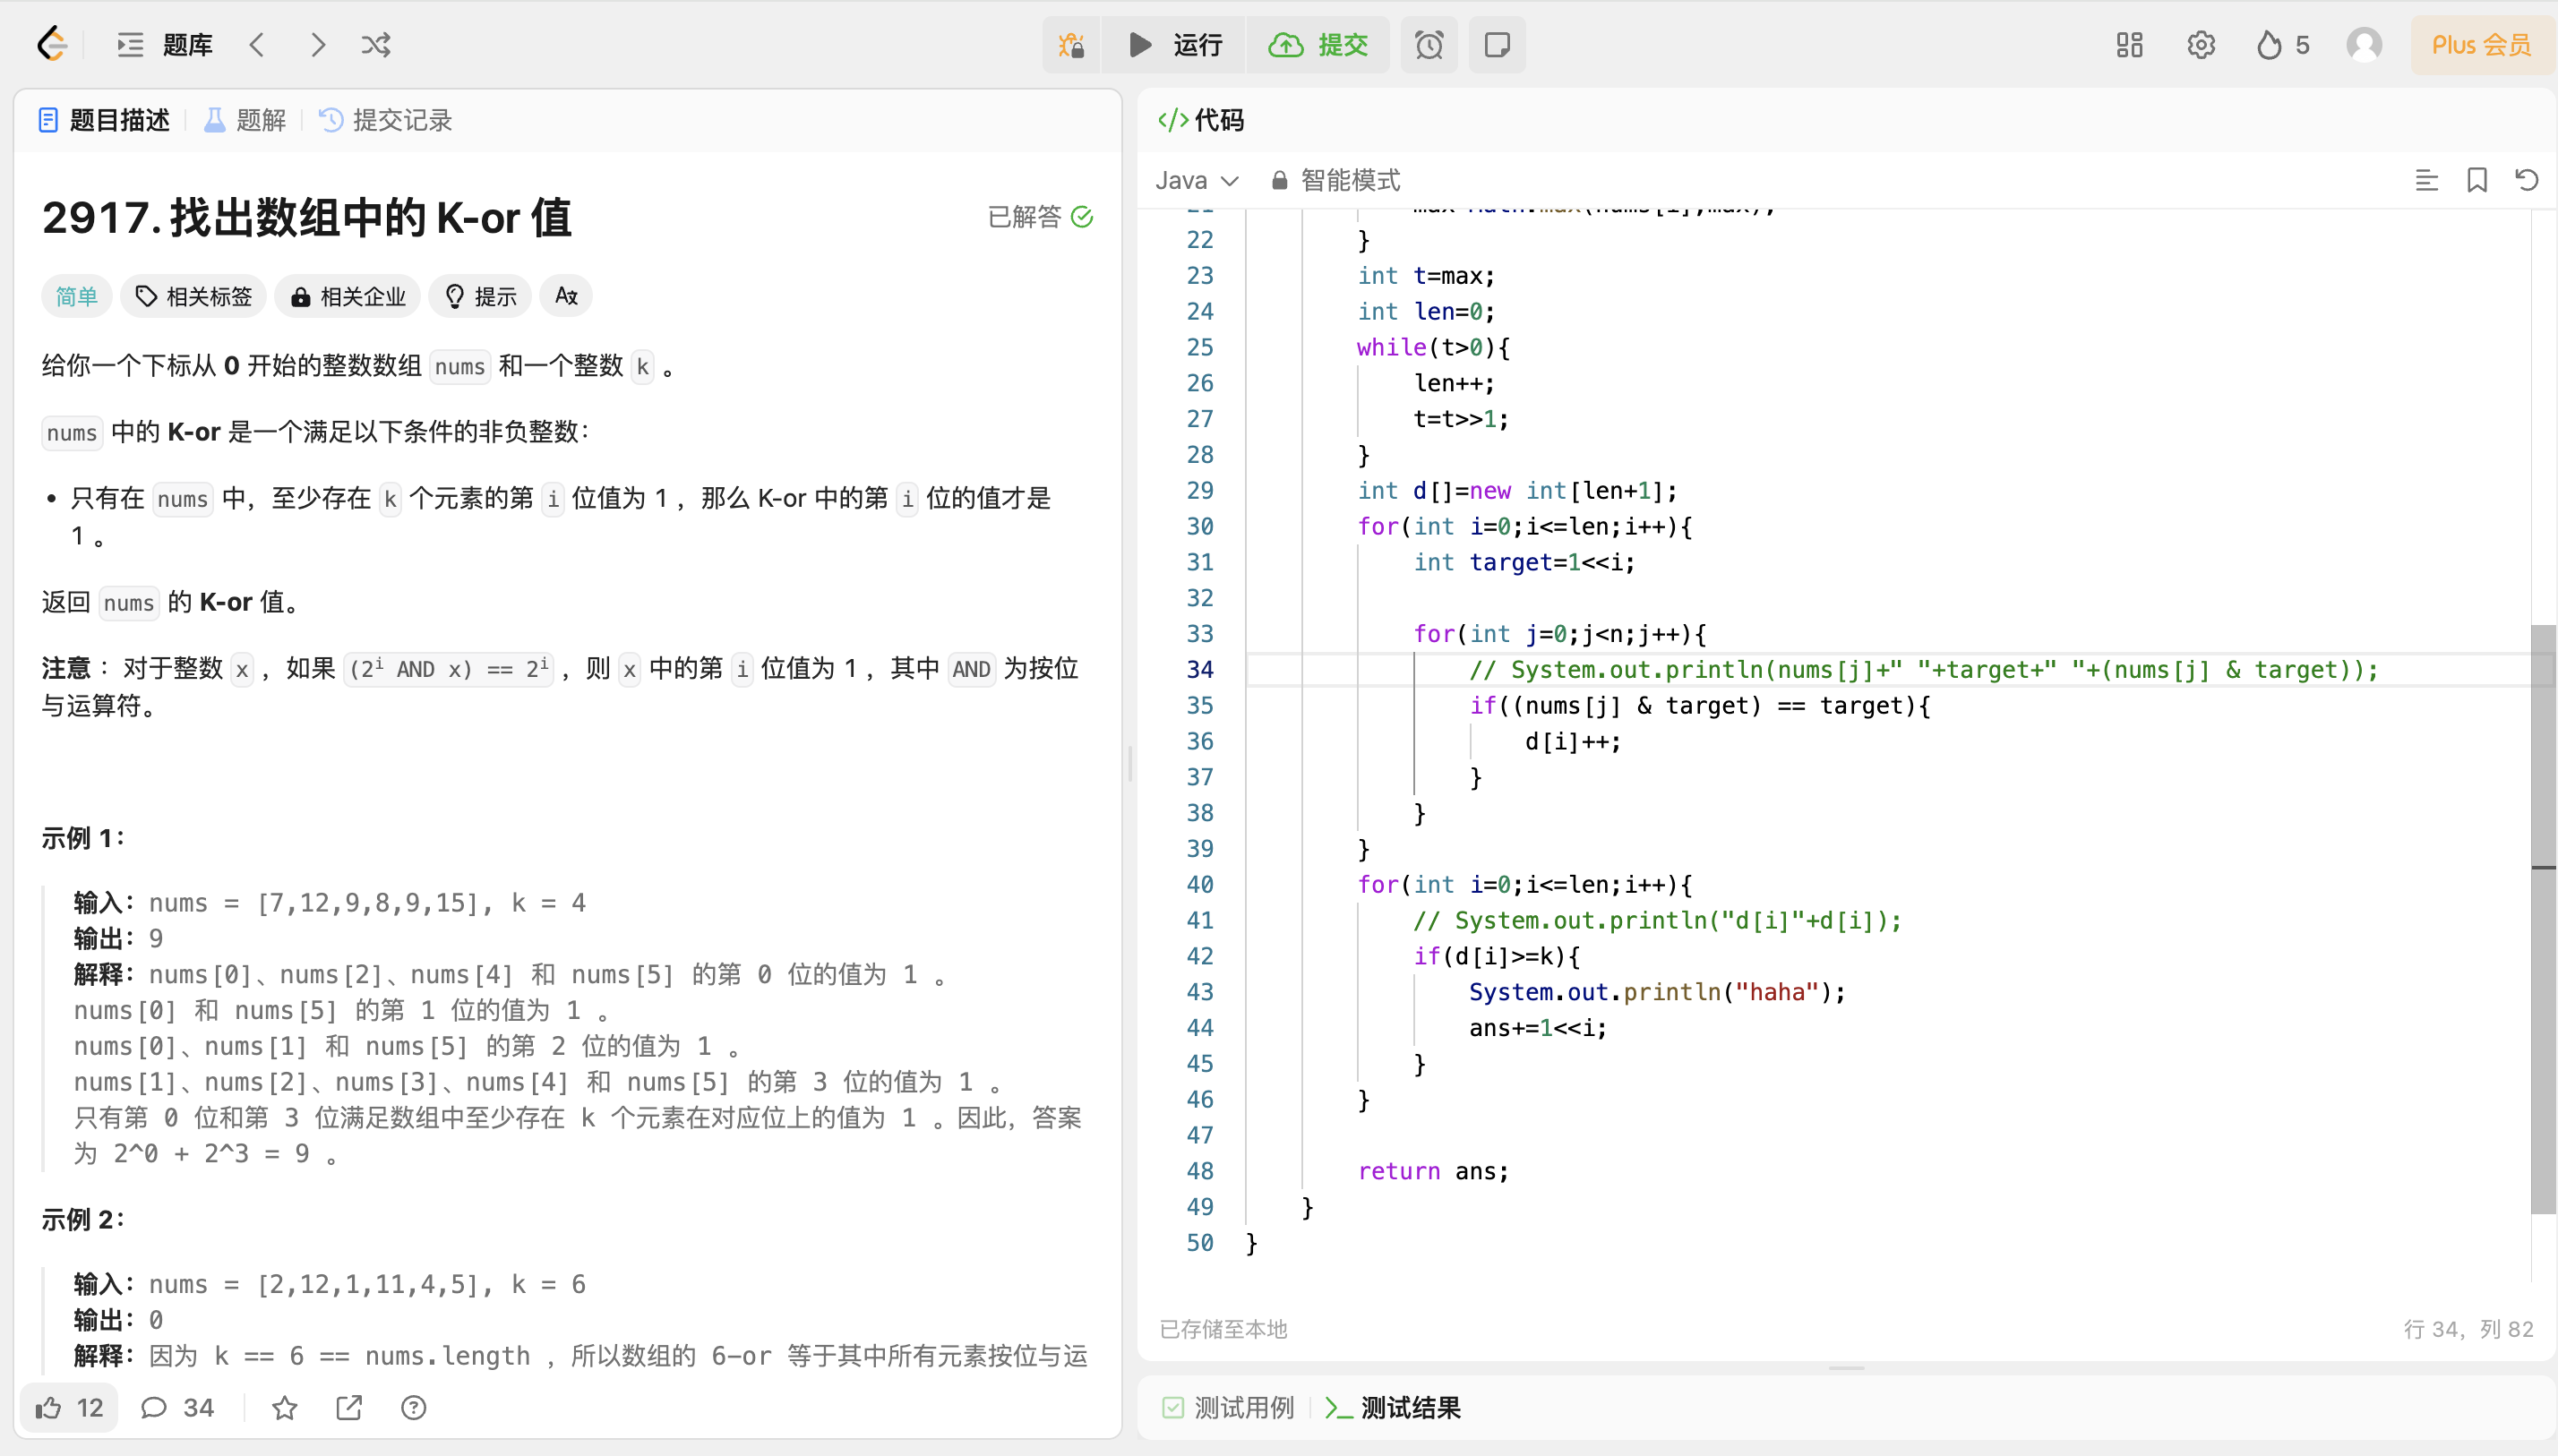 题库
运行
提交
5
Plus 会员
题目描述
题解
提交记录
2917. 找出数组中的 K-or 值
已解答
简单
相关标签
相关企业
提示
给你一个下标从 0 开始的整数数组 nums 和一个整数 k 。
nums 中的 K-or 是一个满足以下条件的非负整数：
• 只有在 nums 中，至少存在 k 个元素的第 i 位值为 1 ，那么 K-or 中的第 i 位的值才是
1 。
返回 nums 的 K-or 值。
注意 ：对于整数 x ，如果 (2^i AND x) == 2^i ，则 x 中的第 i 位值为 1 ，其中 AND 为按位
与运算符。
示例 1：
输入：nums = [7,12,9,8,9,15], k = 4
输出：9
解释：nums[0]、nums[2]、nums[4] 和 nums[5] 的第 0 位的值为 1 。
nums[0] 和 nums[5] 的第 1 位的值为 1 。
nums[0]、nums[1] 和 nums[5] 的第 2 位的值为 1 。
nums[1]、nums[2]、nums[3]、nums[4] 和 nums[5] 的第 3 位的值为 1 。
只有第 0 位和第 3 位满足数组中至少存在 k 个元素在对应位上的值为 1 。因此，答案
为 2^0 + 2^3 = 9 。
示例 2：
输入：nums = [2,12,1,11,4,5], k = 6
输出：0
解释：因为 k == 6 == nums.length ，所以数组的 6-or 等于其中所有元素按位与运
12
34
</> 代码
Java
智能模式
22 }
23 int t=max;
24 int len=0;
25 while(t>0){
26 len++;
27 t=t>>1;
28 }
29 int d[]=new int[len+1];
30 for(int i=0;i<=len;i++){
31 int target=1<<i;
32
33 for(int j=0;j<n;j++){
34 // System.out.println(nums[j]+" "+target+" "+(nums[j] & target));
35 if((nums[j] & target) == target){
36 d[i]++;
37 }
38 }
39 }
40 for(int i=0;i<=len;i++){
41 // System.out.println("d[i]"+d[i]);
42 if(d[i]>=k){
43 System.out.println("haha");
44 ans+=1<<i;
45 }
46 }
47
48 return ans;
49 }
50 }
已存储至本地
行 34，列 82
测试用例
测试结果